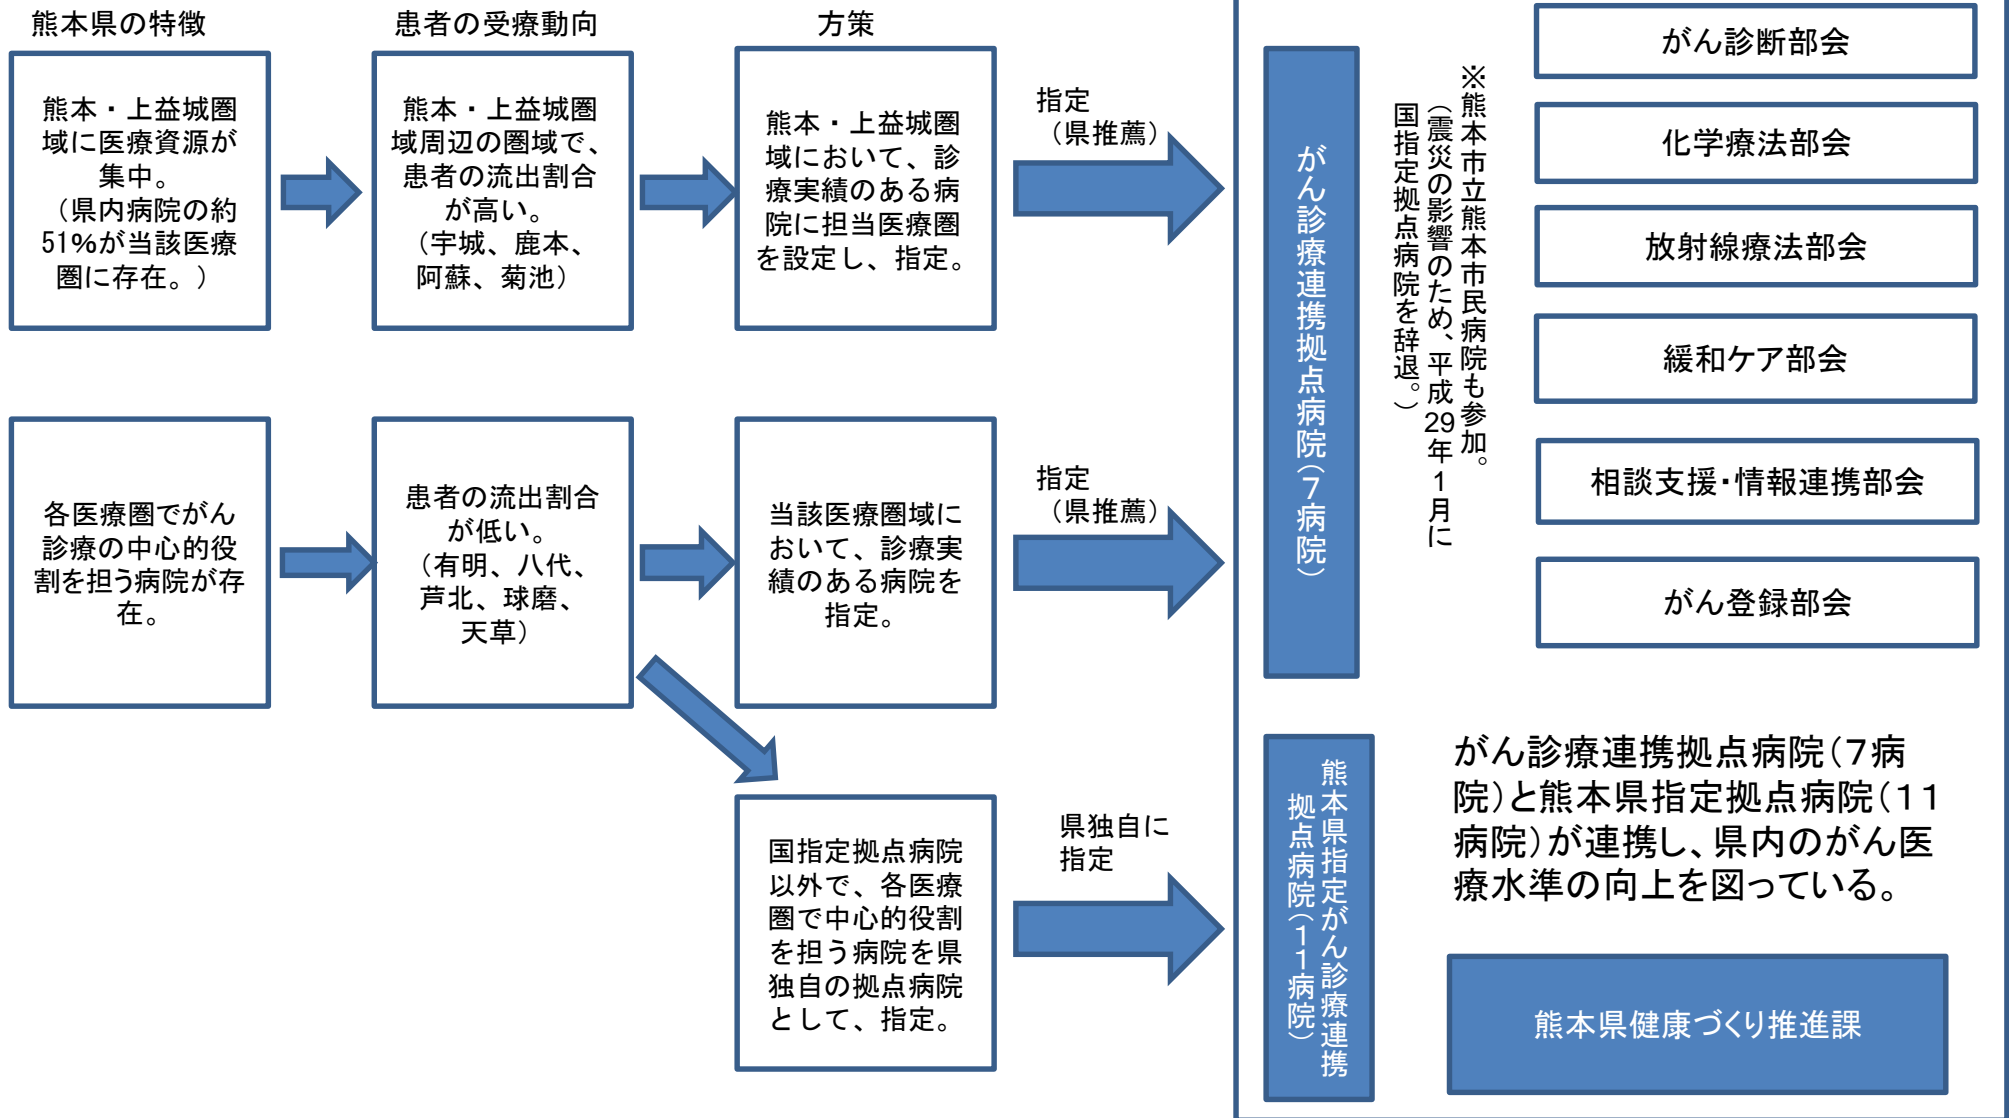 熊本県の特徴
患者の受療動向
方策
熊本・上益城圏
域に医療資源が
集中。
（県内病院の約
51％が当該医療
圏に存在。）
熊本・上益城圏
域周辺の圏域で、
患者の流出割合
が高い。
（宇城、鹿本、
阿蘇、菊池）
熊本・上益城圏
域において、診
療実績のある病
院に担当医療圏
を設定し、指定。
指定
（県推薦）
各医療圏でがん
診療の中心的役
割を担う病院が存
在。
患者の流出割合
が低い。
（有明、八代、
芦北、球磨、
天草）
当該医療圏域に
おいて、診療実
績のある病院を
指定。
指定
（県推薦）
国指定拠点病院
以外で、各医療
圏で中心的役割
を担う病院を県
独自の拠点病院
として、指定。
県独自に
指定
がん診療連携拠点病院（７病院）
※熊本市立熊本市民病院も参加。
（震災の影響のため、平成29年1月に
国指定拠点病院を辞退。）
がん診断部会
化学療法部会
放射線療法部会
緩和ケア部会
相談支援・情報連携部会
がん登録部会
熊本県指定がん診療連携
拠点病院（１１病院）
がん診療連携拠点病院（７病
院）と熊本県指定拠点病院（１１
病院）が連携し、県内のがん医
療水準の向上を図っている。
熊本県健康づくり推進課